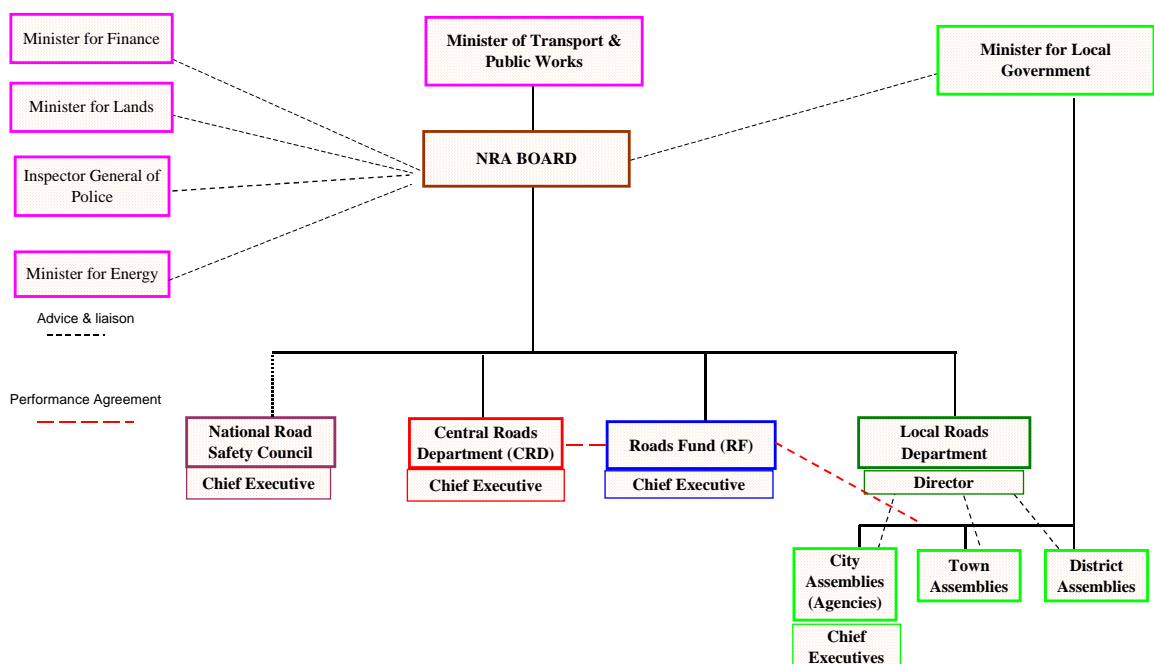 Minister for Finance
Minister of Transport &
Public Works
Minister for Local
Government
Minister for Lands
NRA BOARD
Inspector General of
Police
Minister for Energy
Advice & liaison
Performance Agreement
National Road
Safety Council
Chief Executive
Central Roads
Department (CRD)
Chief Executive
Roads Fund (RF)
Chief Executive
Local Roads
Department
Director
City
Assemblies
(Agencies)
Chief
Executives
Town
Assemblies
District
Assemblies